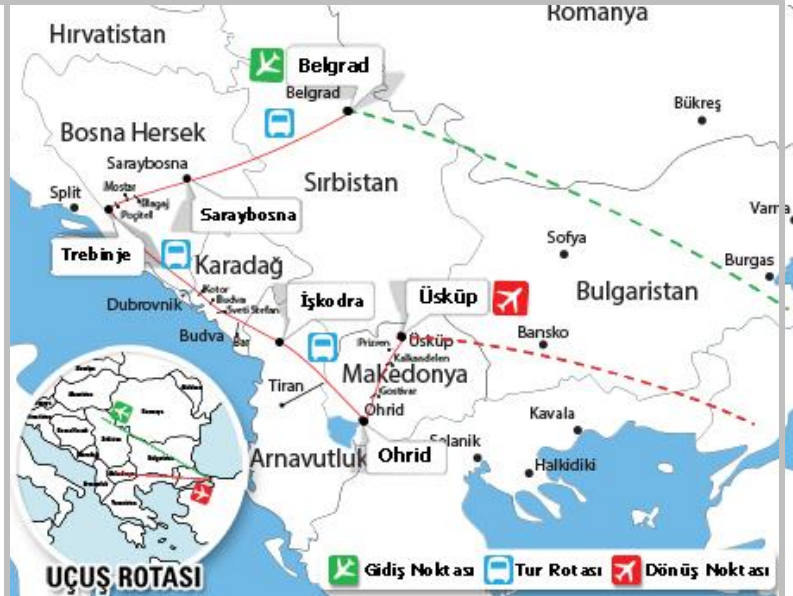 Romanya
Hırvatistan
Belgrad
Belgrad
Bükreş
Bosna Hersek
Saraybosna
Sırbistan
Split
Mostar
Blagaj
Poçitel
Saraybosna
Varna
Trebinje
Sofya
Karadağ
Burgas
Kotor
Budva
Sveti Stefan
Dubrovnik
İşkodra
Üsküp
Bulgaristan
Budva
Bar
Prizren
Üsküp
Bansko
Kalkandelen
Makedonya
Tiran
Gostivar
Ohrid
Kavala
Arnavutluk
Ohrid
Selanik
Halkidiki
UÇUŞ ROTASI
Gidiş Noktası
Tur Rotası
Dönüş Noktası